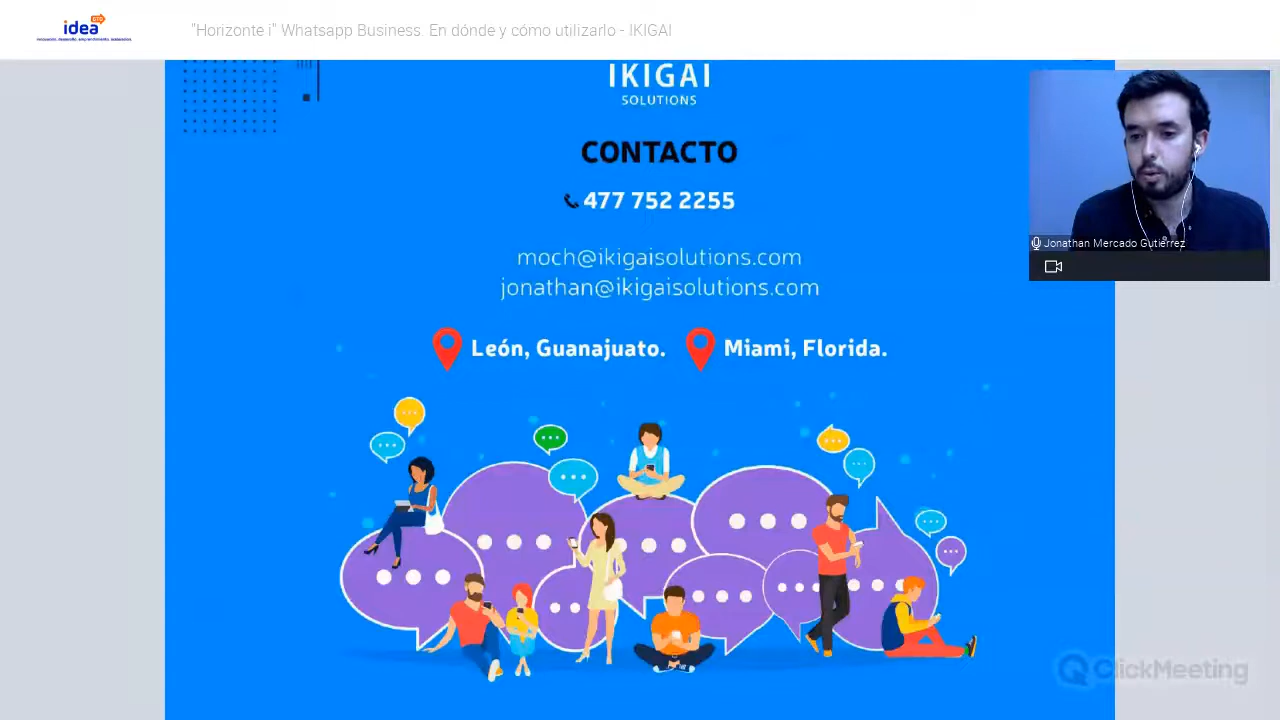 idea GTO
"Horizonte i" Whatsapp Business. En dónde y cómo utilizarlo - IKIGAI
IKIGAI
SOLUTIONS
CONTACTO
477 752 2255
moch@ikigaisolutions.com
jonathan@ikigaisolutions.com
León, Guanajuato.
Miami, Florida.
Jonathan Mercado Gutiérrez
ClickMeeting